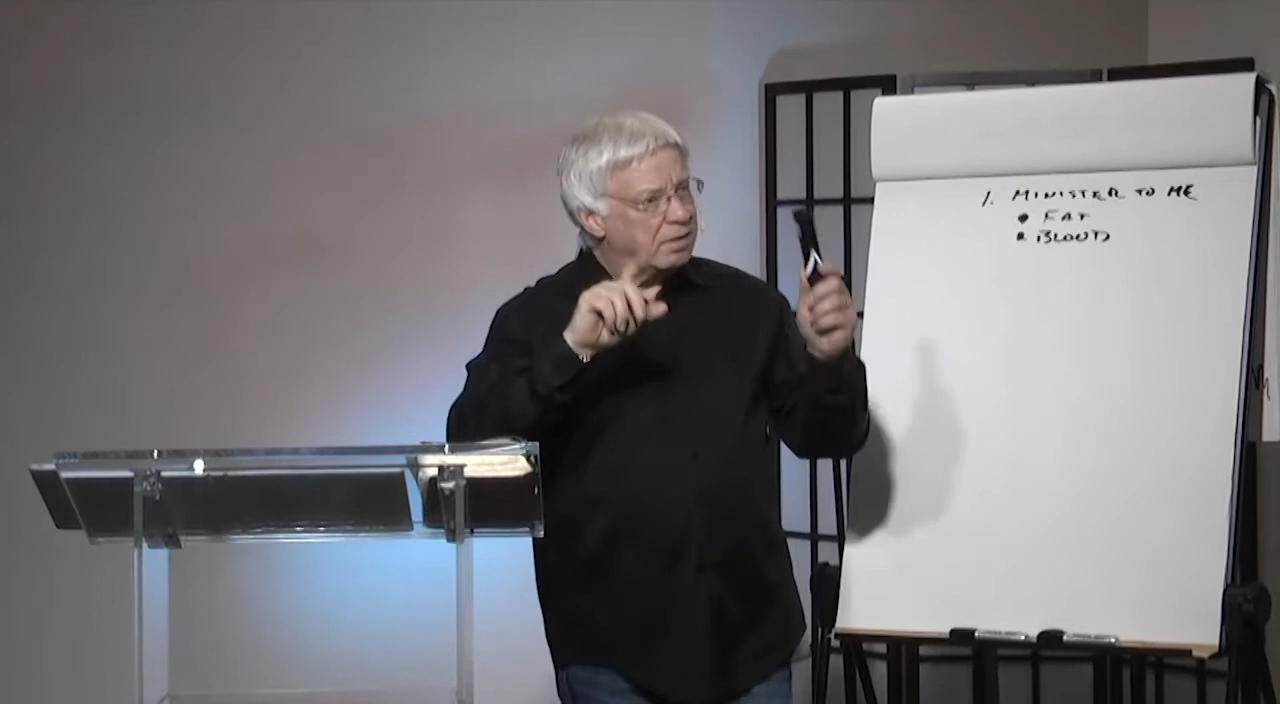 1. MINISTER TO ME
• FAT
• BLOOD